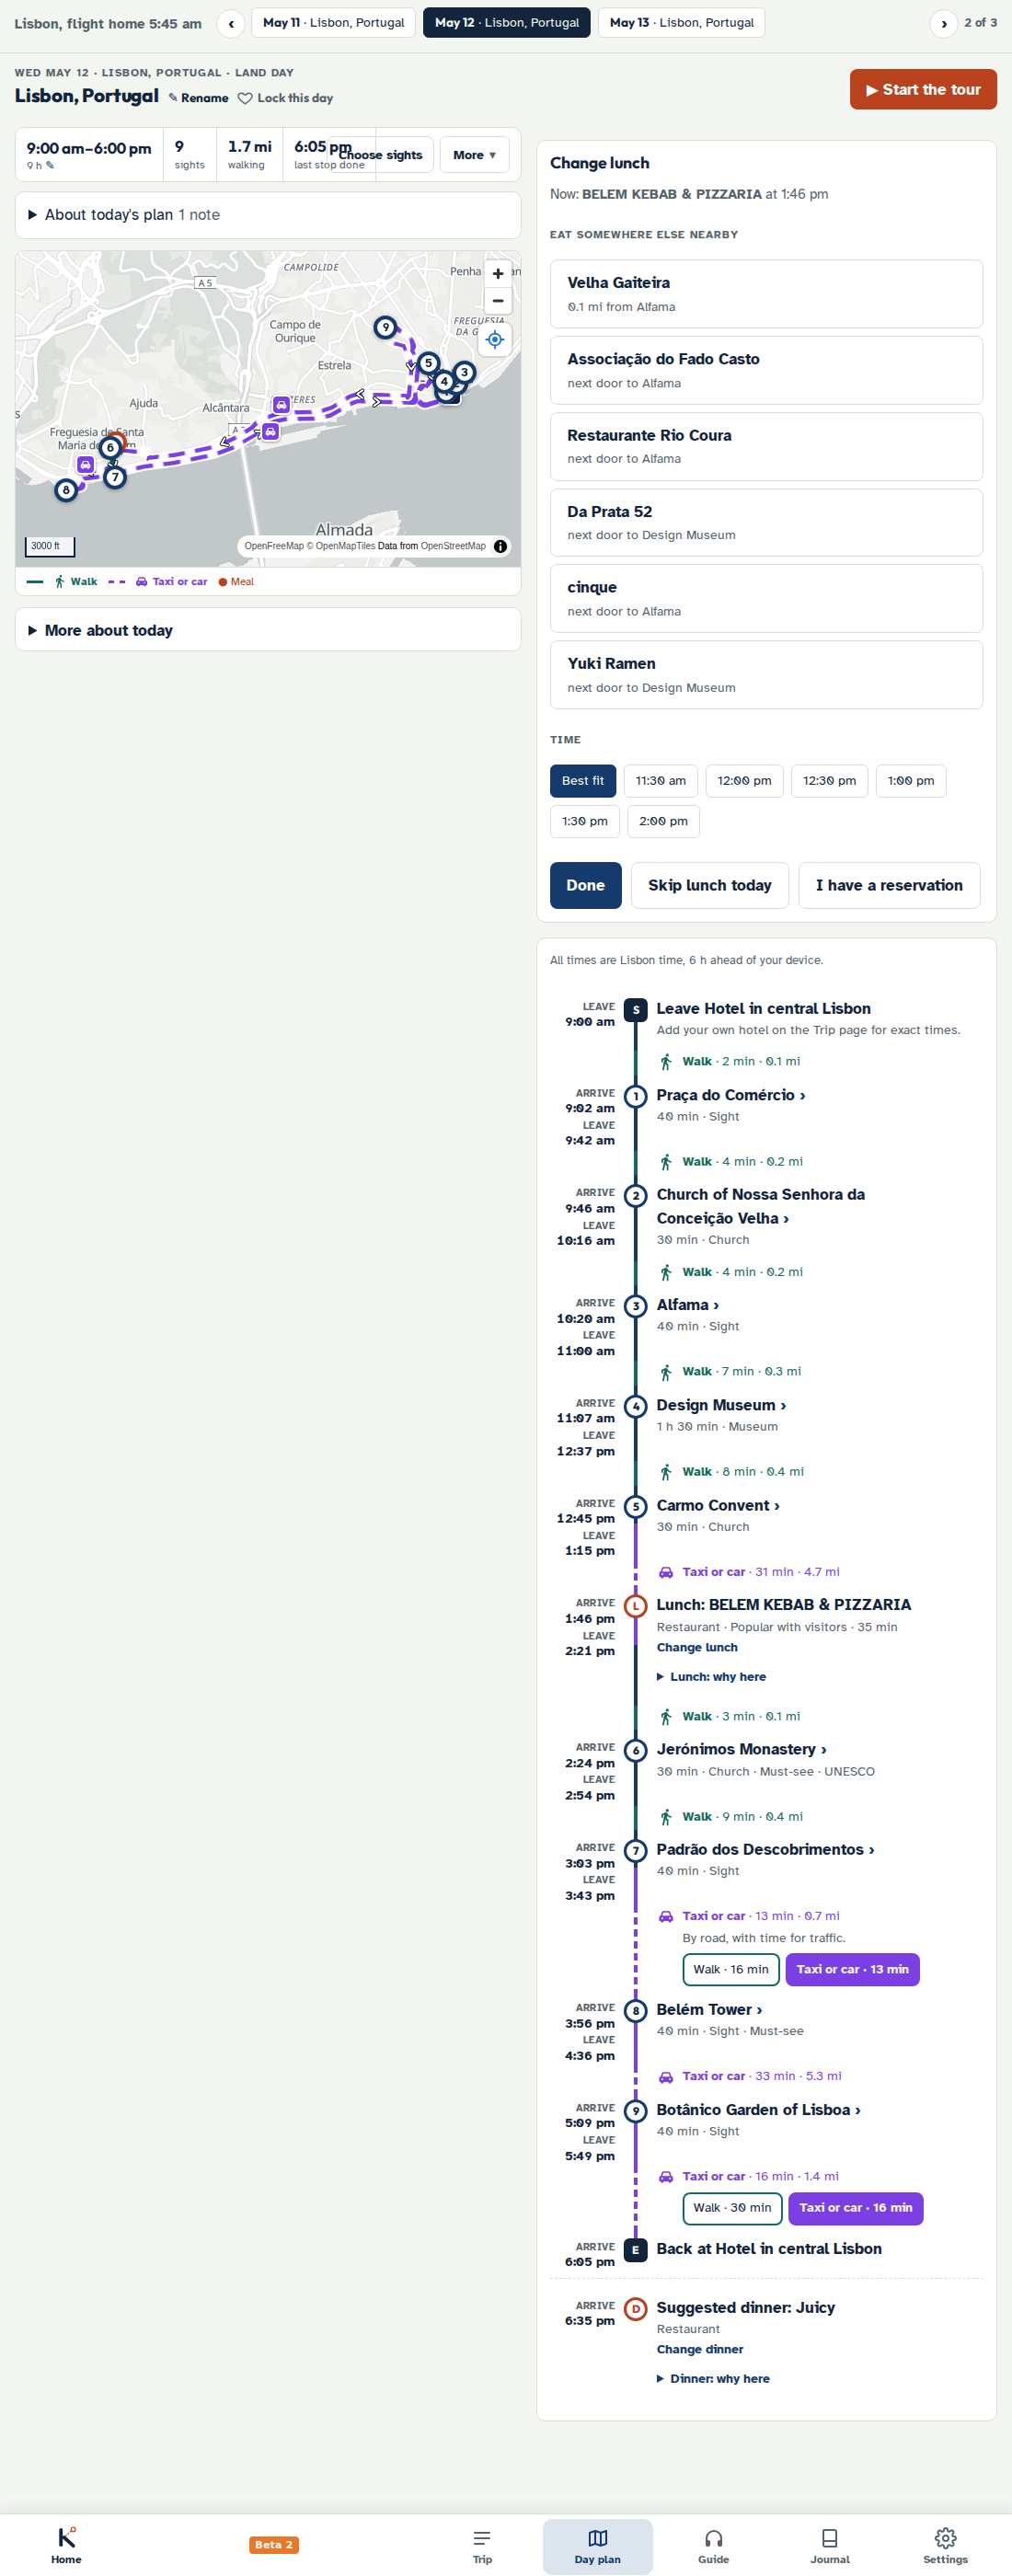 Lisbon, flight home 5:45 am
‹
May 11 · Lisbon, Portugal
May 12 · Lisbon, Portugal
May 13 · Lisbon, Portugal
›
2 of 3
WED MAY 12 · LISBON, PORTUGAL · LAND DAY
Lisbon, Portugal
✎ Rename
Lock this day
▶ Start the tour
9:00 am–6:00 pm
9 h ✎
9
sights
1.7 mi
walking
6:05 pm
last stop done
Choose sights
More ▾
▶ About today's plan 1 note
CAMPOLIDE
A 5
Penha
an
+
−
Campo de
Ourique
FREGUESIA
DA G
Estrela
9
5
4
3
Ajuda
Alcântara
ERES
A
s
Freguesia de Santa
Maria de
m
6
7
8
Almada
3000 ft
OpenFreeMap © OpenMapTiles Data from OpenStreetMap
Walk
Taxi or car
Meal
▶ More about today
Change lunch
Now: BELEM KEBAB & PIZZARIA at 1:46 pm
EAT SOMEWHERE ELSE NEARBY
Velha Gaiteira
0.1 mi from Alfama
Associação do Fado Casto
next door to Alfama
Restaurante Rio Coura
next door to Alfama
Da Prata 52
next door to Design Museum
cinque
next door to Alfama
Yuki Ramen
next door to Design Museum
TIME
Best fit
11:30 am
12:00 pm
12:30 pm
1:00 pm
1:30 pm
2:00 pm
Done
Skip lunch today
I have a reservation
All times are Lisbon time, 6 h ahead of your device.
LEAVE
9:00 am
S
Leave Hotel in central Lisbon
Add your own hotel on the Trip page for exact times.
Walk · 2 min · 0.1 mi
ARRIVE
9:02 am
LEAVE
9:42 am
1
Praça do Comércio ›
40 min · Sight
Walk · 4 min · 0.2 mi
ARRIVE
9:46 am
LEAVE
10:16 am
2
Church of Nossa Senhora da
Conceição Velha ›
30 min · Church
Walk · 4 min · 0.2 mi
ARRIVE
10:20 am
LEAVE
11:00 am
3
Alfama ›
40 min · Sight
Walk · 7 min · 0.3 mi
ARRIVE
11:07 am
LEAVE
12:37 pm
4
Design Museum ›
1 h 30 min · Museum
Walk · 8 min · 0.4 mi
ARRIVE
12:45 pm
LEAVE
1:15 pm
5
Carmo Convent ›
30 min · Church
Taxi or car · 31 min · 4.7 mi
ARRIVE
1:46 pm
LEAVE
2:21 pm
L
Lunch: BELEM KEBAB & PIZZARIA
Restaurant · Popular with visitors · 35 min
Change lunch
▶ Lunch: why here
Walk · 3 min · 0.1 mi
ARRIVE
2:24 pm
LEAVE
2:54 pm
6
Jerónimos Monastery ›
30 min · Church · Must-see · UNESCO
Walk · 9 min · 0.4 mi
ARRIVE
3:03 pm
LEAVE
3:43 pm
7
Padrão dos Descobrimentos ›
40 min · Sight
Taxi or car · 13 min · 0.7 mi
By road, with time for traffic.
Walk · 16 min
Taxi or car · 13 min
ARRIVE
3:56 pm
LEAVE
4:36 pm
8
Belém Tower ›
40 min · Sight · Must-see
Taxi or car · 33 min · 5.3 mi
ARRIVE
5:09 pm
LEAVE
5:49 pm
9
Botânico Garden of Lisboa ›
40 min · Sight
Taxi or car · 16 min · 1.4 mi
Walk · 30 min
Taxi or car · 16 min
ARRIVE
6:05 pm
E
Back at Hotel in central Lisbon
ARRIVE
6:35 pm
D
Suggested dinner: Juicy
Restaurant
Change dinner
▶ Dinner: why here
Home
Beta 2
Trip
Day plan
Guide
Journal
Settings